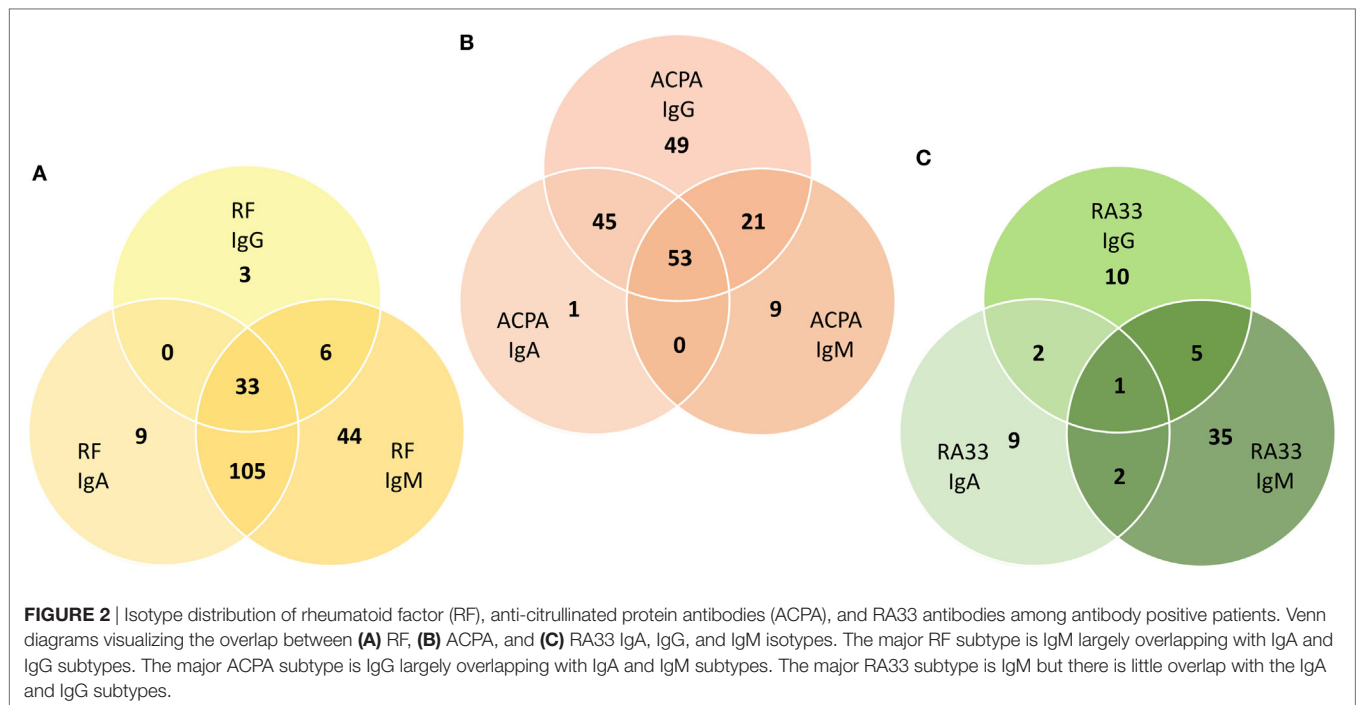 A
RF
IgG
3
0
6
33
9
44
RF
IgA
RF
IgM
105
B
ACPA
IgG
49
45
21
53
1
9
ACPA
IgA
ACPA
IgM
0
C
RA33
IgG
10
2
5
1
9
35
RA33
IgA
RA33
IgM
2
FIGURE 2 | Isotype distribution of rheumatoid factor (RF), anti-citrullinated protein antibodies (ACPA), and RA33 antibodies among antibody positive patients. Venn
diagrams visualizing the overlap between (A) RF, (B) ACPA, and (C) RA33 IgA, IgG, and IgM isotypes. The major RF subtype is IgM largely overlapping with IgA and
IgG subtypes. The major ACPA subtype is IgG largely overlapping with IgA and IgM subtypes. The major RA33 subtype is IgM but there is little overlap with the IgA
and IgG subtypes.